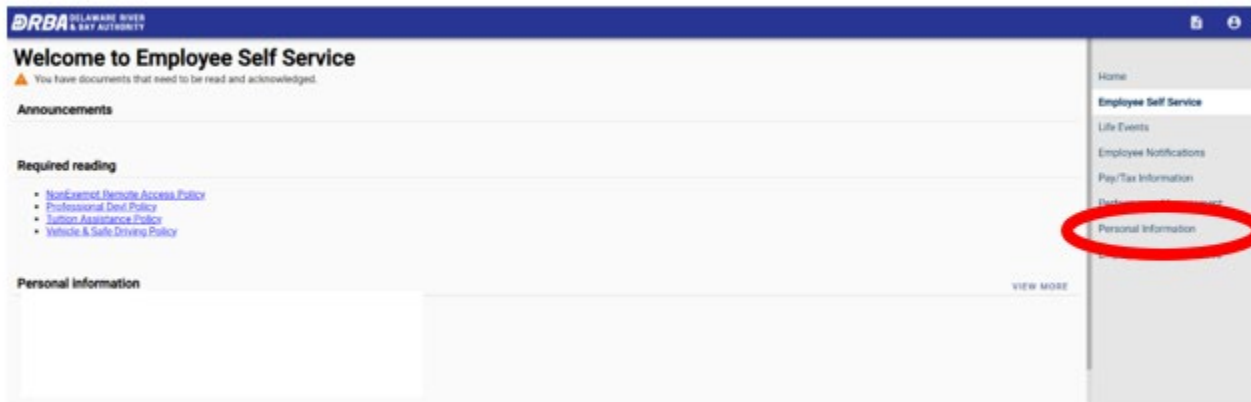 DRBA DELAWARE RIVER
& BAY AUTHORITY
Welcome to Employee Self Service
You have documents that need to be read and acknowledged.
Announcements
Required reading
NonExempt Remote Access Policy
Professional Devl Policy
Tuition Assistance Policy
Vehicle & Safe Driving Policy
Personal information
VIEW MORE
Home
Employee Self Service
Life Events
Employee Notifications
Pay/Tax Information
Personal Information